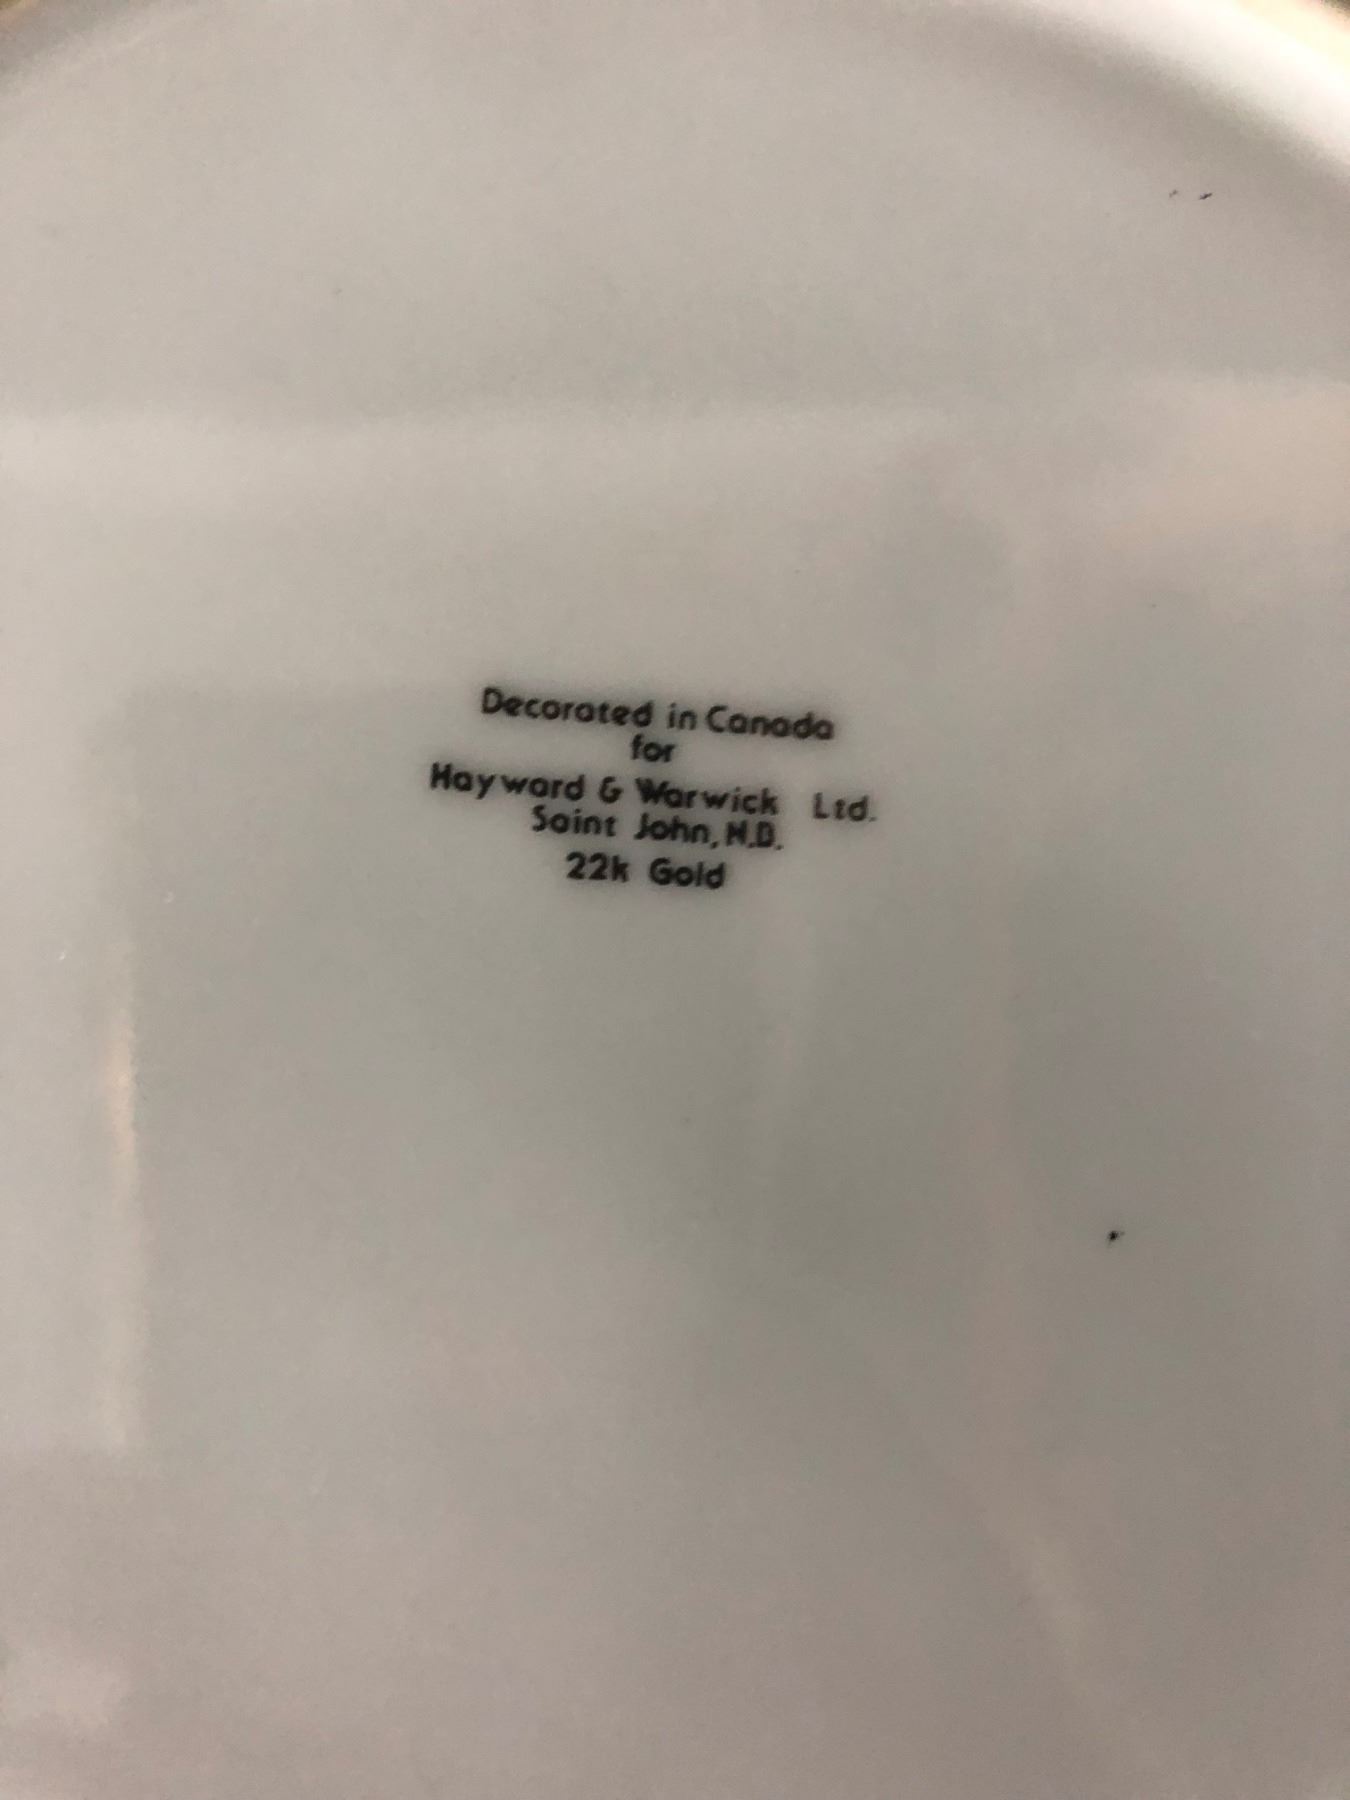 Decorated in Canada
for
Hayward & Warwick Ltd.
Saint John, N.B.
22k Gold